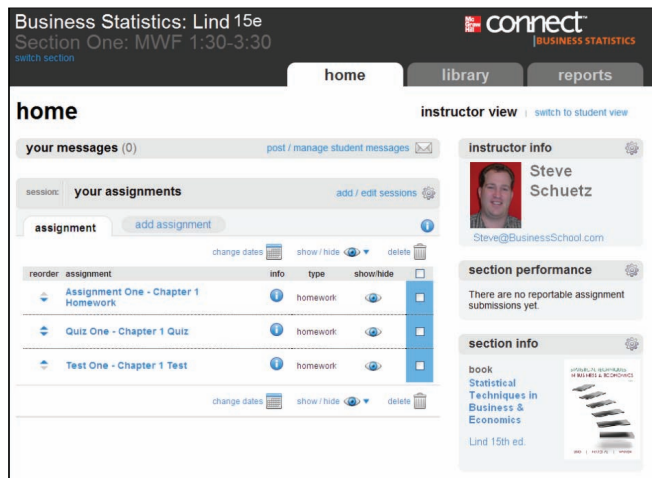 Business Statistics: Lind 15e
Section One: MWF 1:30-3:30
switch section
Mc Graw Hill connect
BUSINESS STATISTICS
home
library
reports
home
instructor view | switch to student view
your messages (0)
post / manage student messages
session: your assignments
add / edit sessions
assignment
add assignment
change dates
show / hide
delete
reorder assignment info type show/hide
Assignment One - Chapter 1
Homework
homework
Quiz One - Chapter 1 Quiz
homework
Test One - Chapter 1 Test
homework
change dates
show / hide
delete
instructor info
Steve
Schuetz
Steve@BusinessSchool.com
section performance
There are no reportable assignment
submissions yet.
section info
book
Statistical
Techniques in
Business &
Economics
Lind 15th ed.
STATISTICAL TECHNIQUES
IN BUSINESS & ECONOMICS